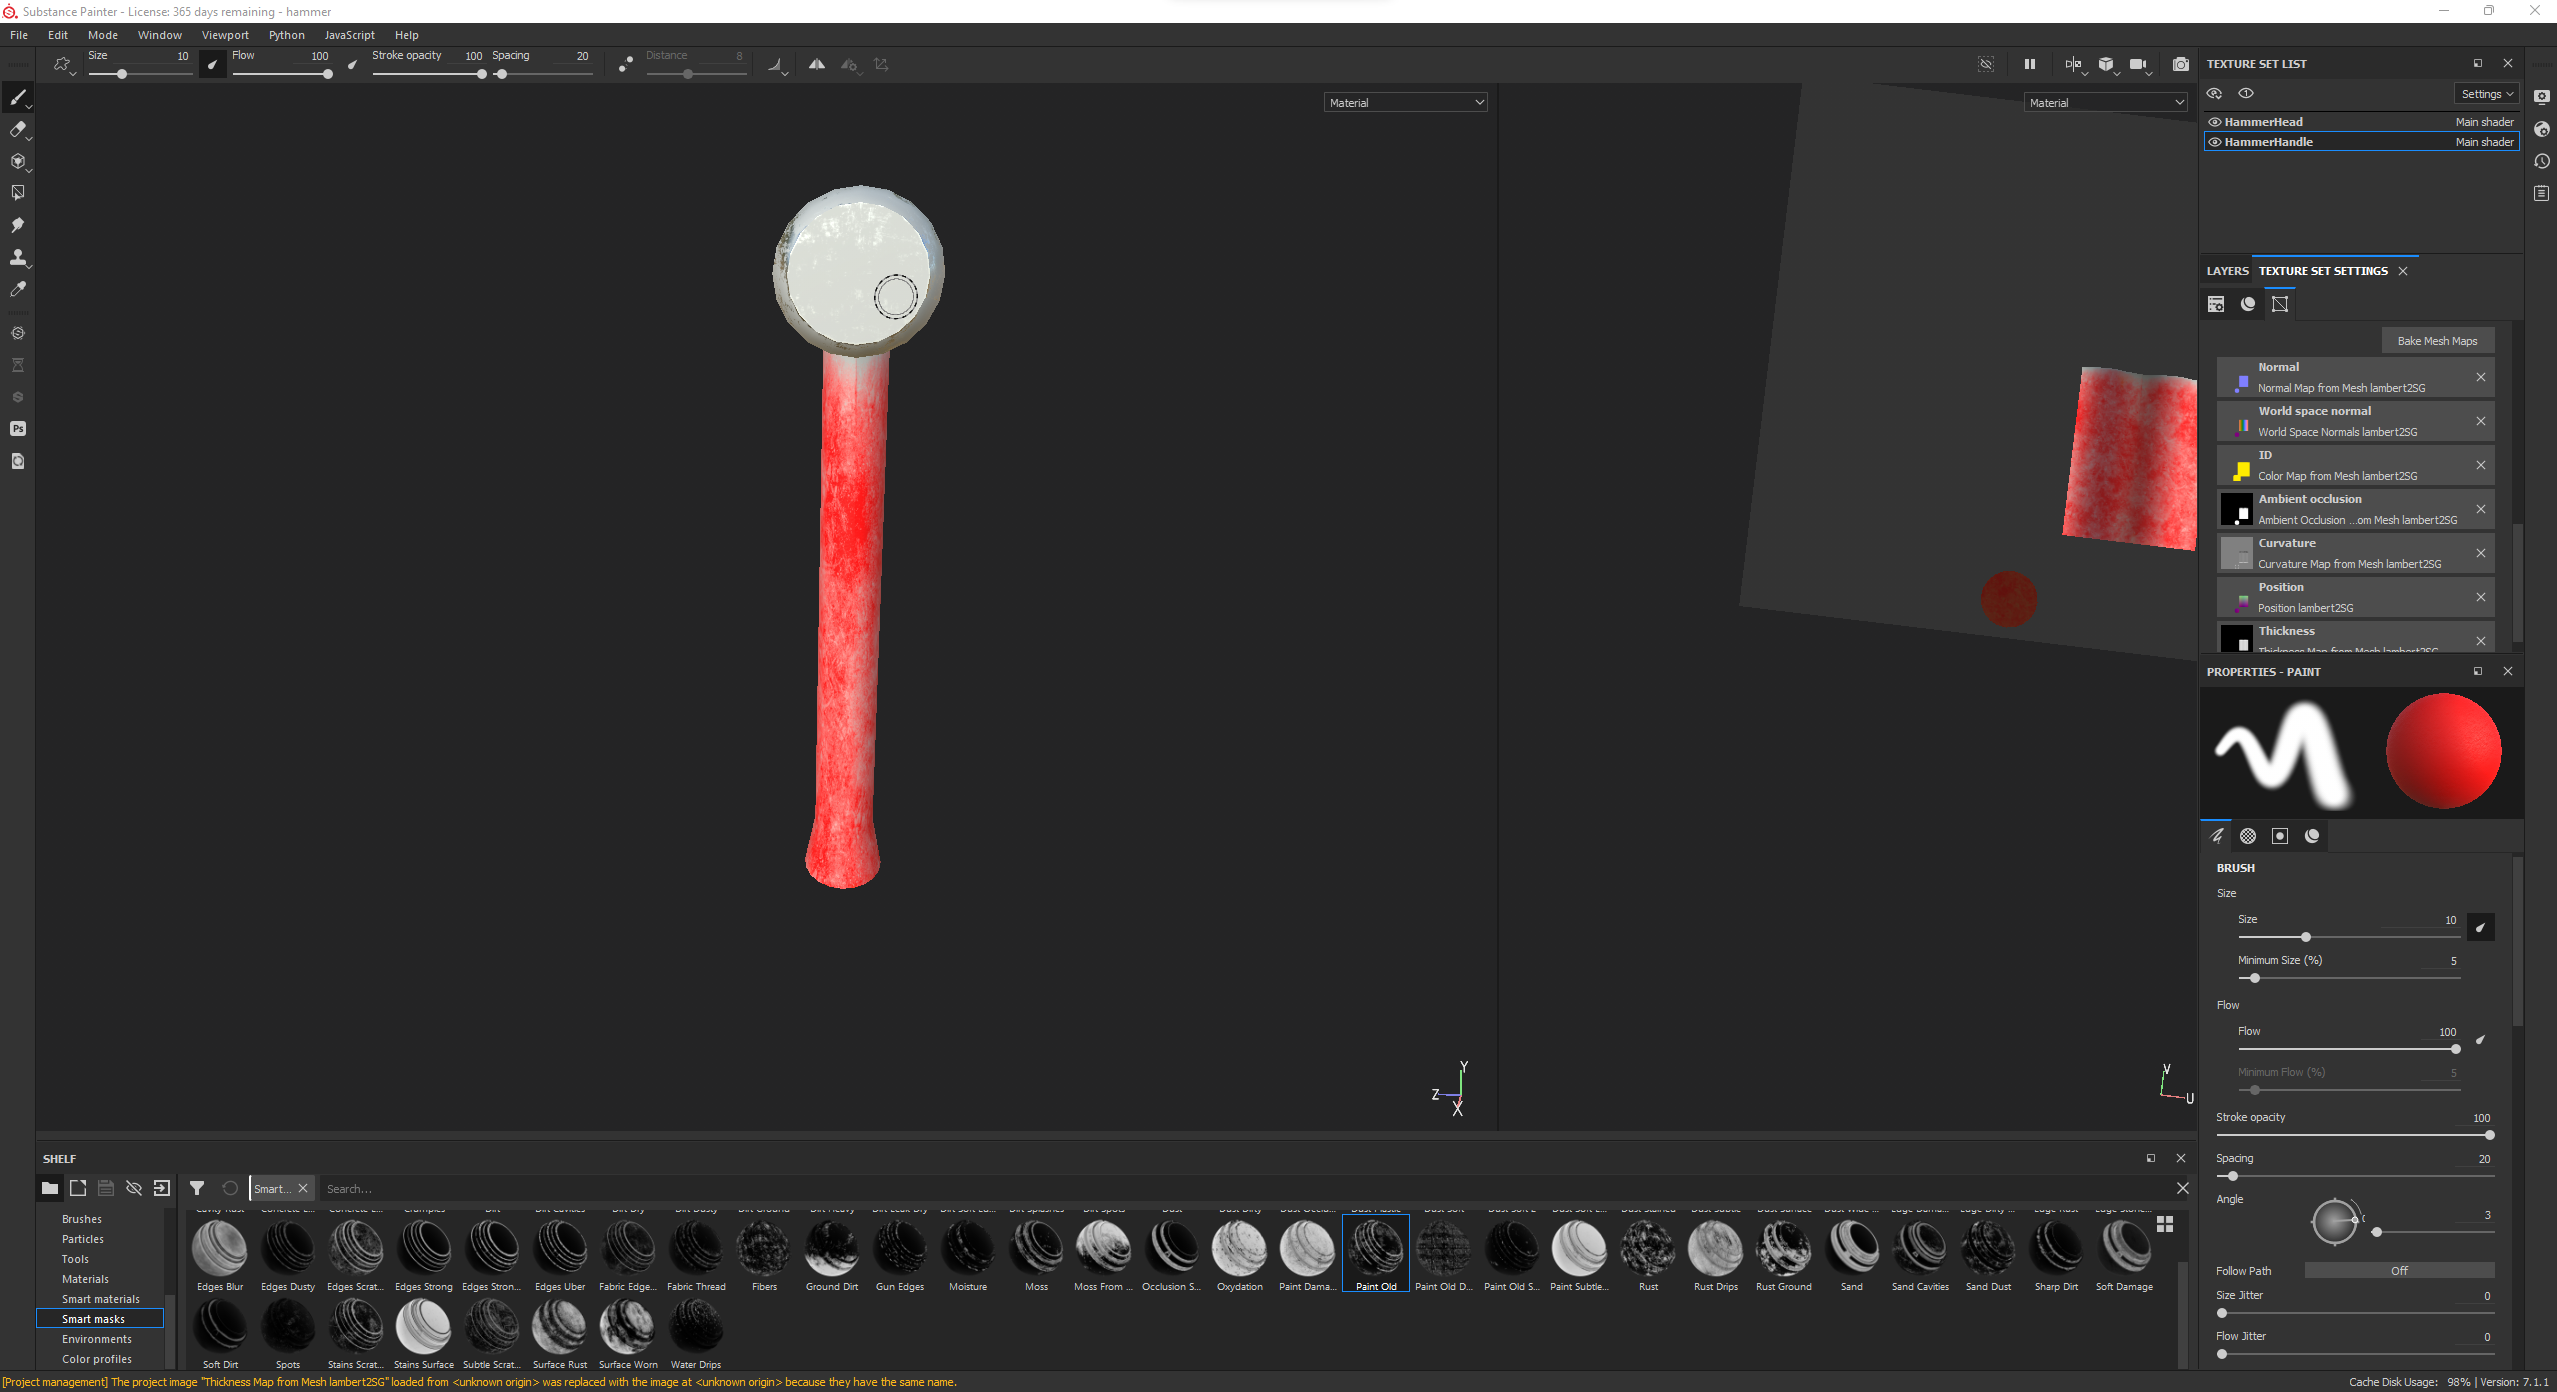 Substance Painter - License: 365 days remaining - hammer
File Edit Mode Window Viewport Python JavaScript Help
Size 10 Flow 100 Stroke opacity 100 Spacing 20 Distance 8
Material
Material
TEXTURE SET LIST
Settings
HammerHead Main shader
HammerHandle Main shader
LAYERS TEXTURE SET SETTINGS
Bake Mesh Maps
Normal
Normal Map from Mesh lambert2SG
World space normal
World Space Normals lambert2SG
ID
Color Map from Mesh lambert2SG
Ambient occlusion
Ambient Occlusion ...om Mesh lambert2SG
Curvature
Curvature Map from Mesh lambert2SG
Position
Position lambert2SG
Thickness
Thickness Map from Mesh lambert2SG
PROPERTIES - PAINT
BRUSH
Size
Size 10
Minimum Size (%) 5
Flow
Flow 100
Minimum Flow (%) 5
Stroke opacity 100
Spacing 20
Angle
0
3
Follow Path Off
Size Jitter 0
Flow Jitter 0
Ps
Y
Z
X
V
U
SHELF
Smart... Search...
Brushes
Particles
Tools
Materials
Smart materials
Smart masks
Environments
Color profiles
Edges Blur Edges Dusty Edges Scrat... Edges Strong Edges Stron... Edges Uber Fabric Edge... Fabric Thread Fibers Ground Dirt Gun Edges Moisture Moss Moss From ... Occlusion S... Oxydation Paint Dama... Paint Old Paint Old D... Paint Old S... Paint Subtle... Rust Rust Drips Rust Ground Sand Sand Cavities Sand Dust Sharp Dirt Soft Damage
Soft Dirt Spots Stains Scrat... Stains Surface Subtle Scrat... Surface Rust Surface Worn Water Drips
[Project management] The project image "Thickness Map from Mesh lambert2SG" loaded from <unknown origin> was replaced with the image at <unknown origin> because they have the same name.
Cache Disk Usage: 98% | Version: 7.1.1